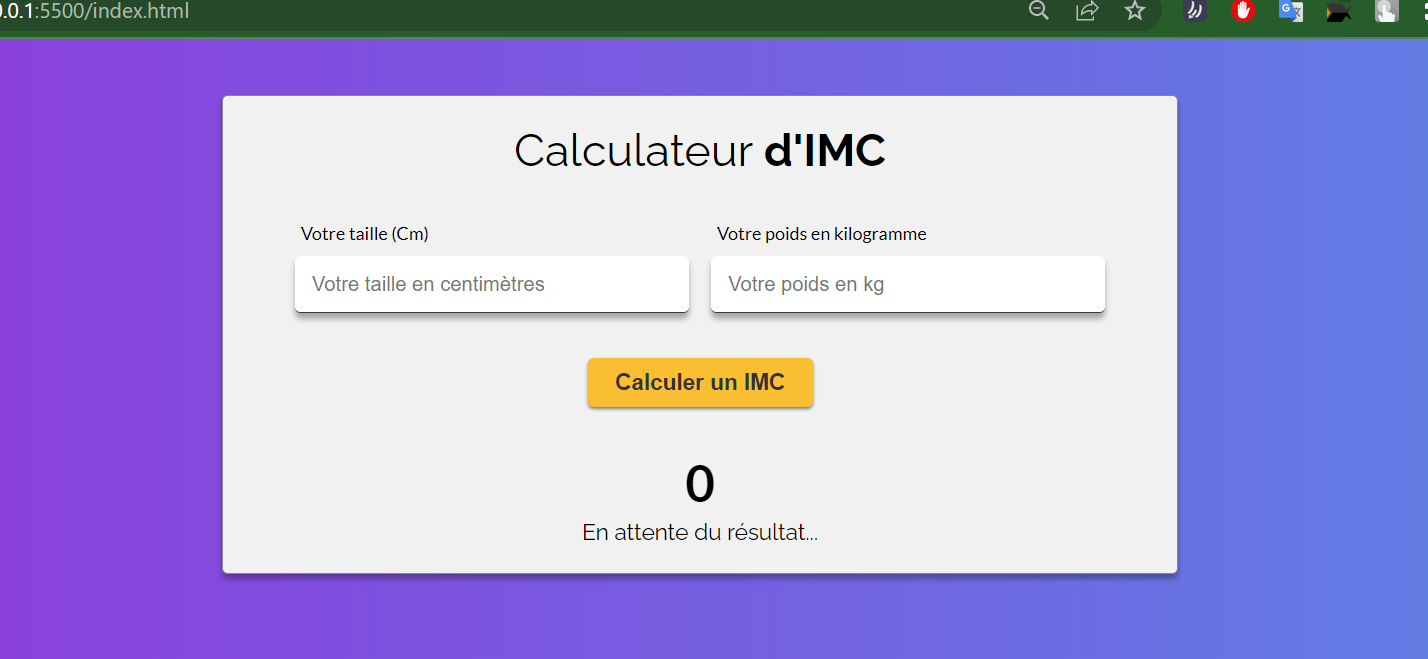 0.0.1:5500/index.html
Calculateur d'IMC
Votre taille (Cm)
Votre poids en kilogramme
Votre taille en centimètres
Votre poids en kg
Calculer un IMC
0
En attente du résultat...